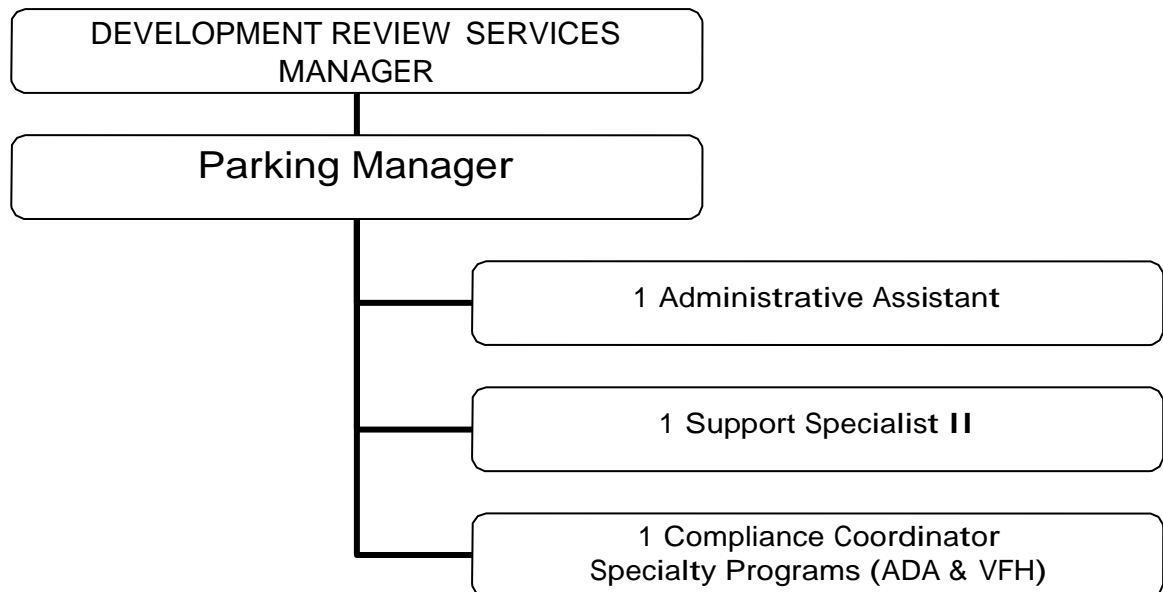 DEVELOPMENT REVIEW SERVICES
MANAGER
Parking Manager
1 Administrative Assistant
1 Support Specialist II
1 Compliance Coordinator
Specialty Programs (ADA & VFH)